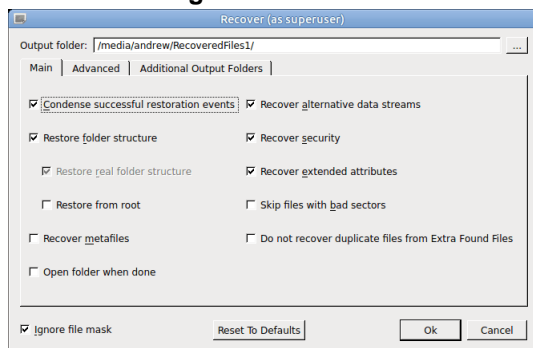 Recover (as superuser)
Output folder: /media/andrew/RecoveredFiles1/ ...
Main Advanced Additional Output Folders
Condense successful restoration events Recover alternative data streams
Restore folder structure Recover security
Restore real folder structure Recover extended attributes
Restore from root Skip files with bad sectors
Recover metafiles Do not recover duplicate files from Extra Found Files
Open folder when done
Ignore file mask Reset To Defaults Ok Cancel